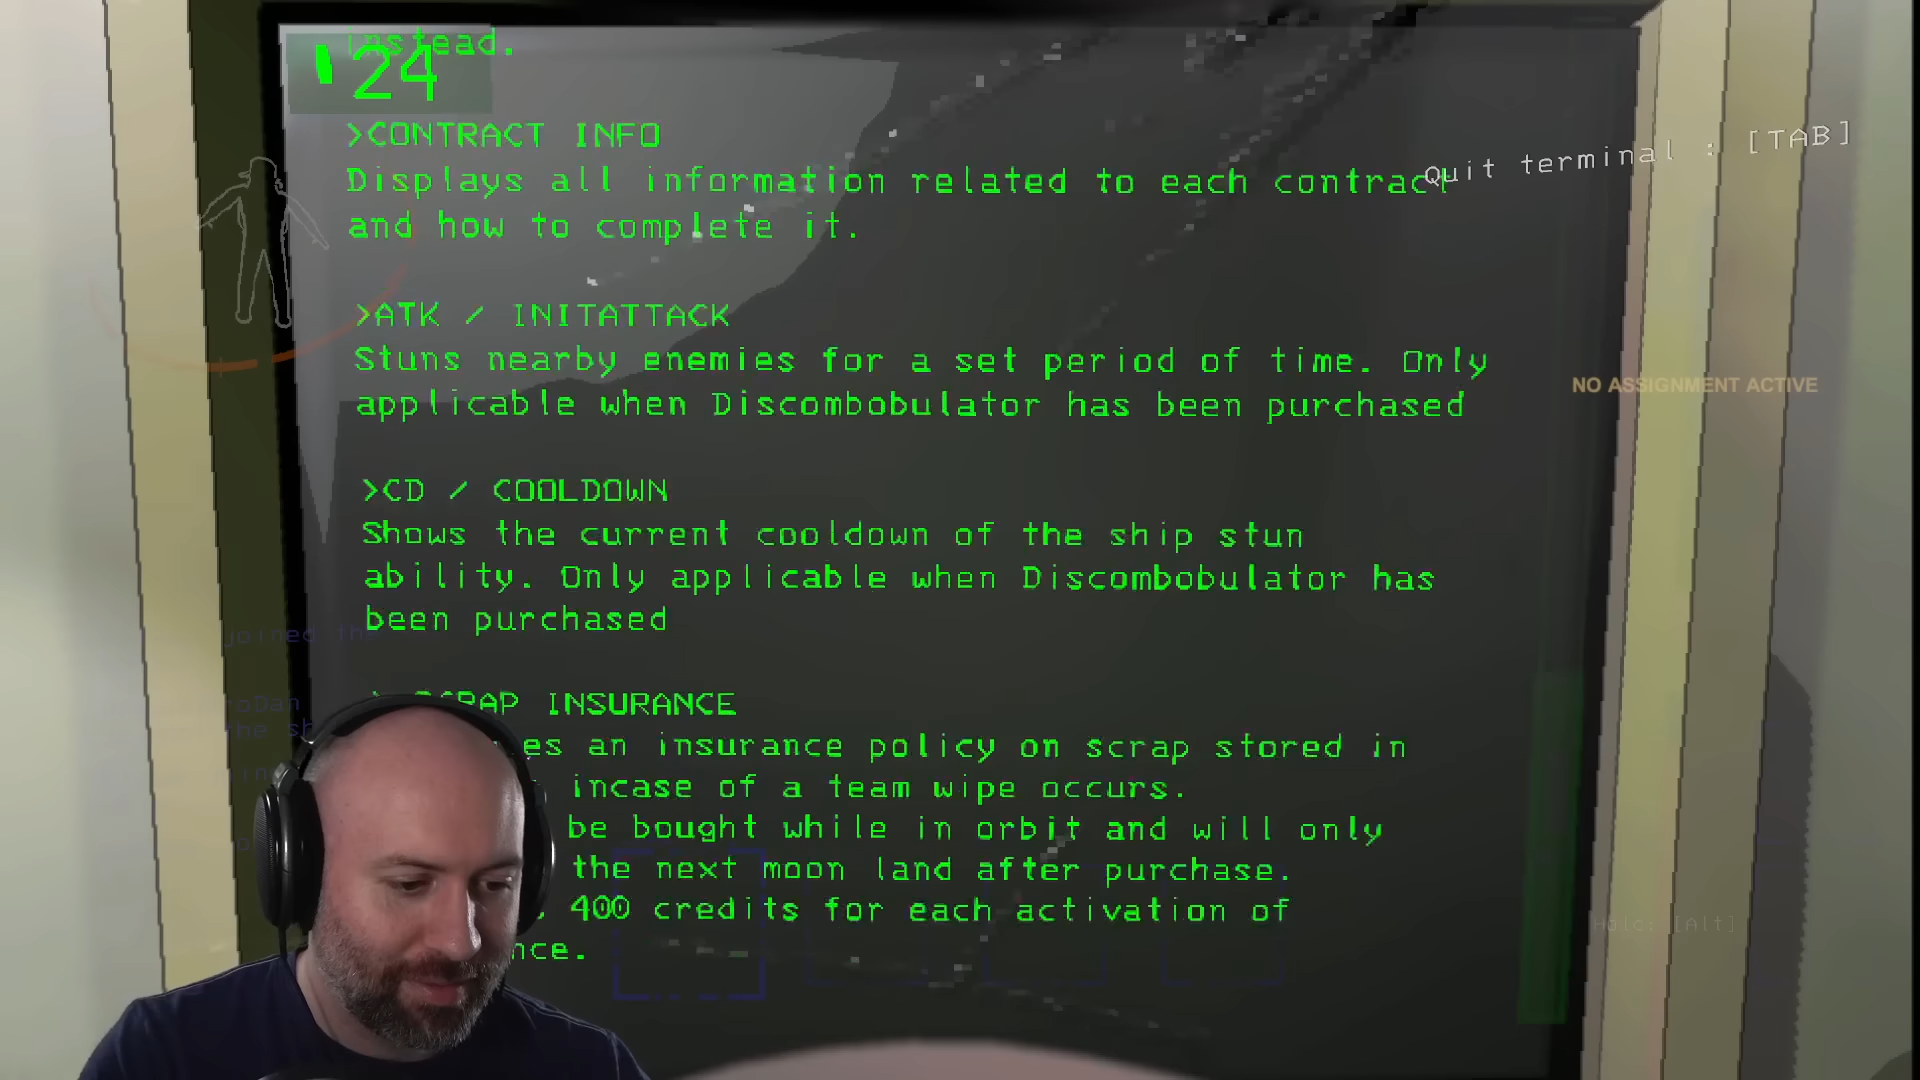 instead.
24
>CONTRACT INFO
Displays all information related to each contract
and how to complete it.
Quit terminal : [TAB]
>ATK / INITATTACK
Stuns nearby enemies for a set period of time. Only
applicable when Discombobulator has been purchased
NO ASSIGNMENT ACTIVE
>CD / COOLDOWN
Shows the current cooldown of the ship stun
ability. Only applicable when Discombobulator has
been purchased
joined the
INSURANCE
an insurance policy on scrap stored in
incase of a team wipe occurs.
be bought while in orbit and will only
the next moon land after purchase.
400 credits for each activation of
[Alt]